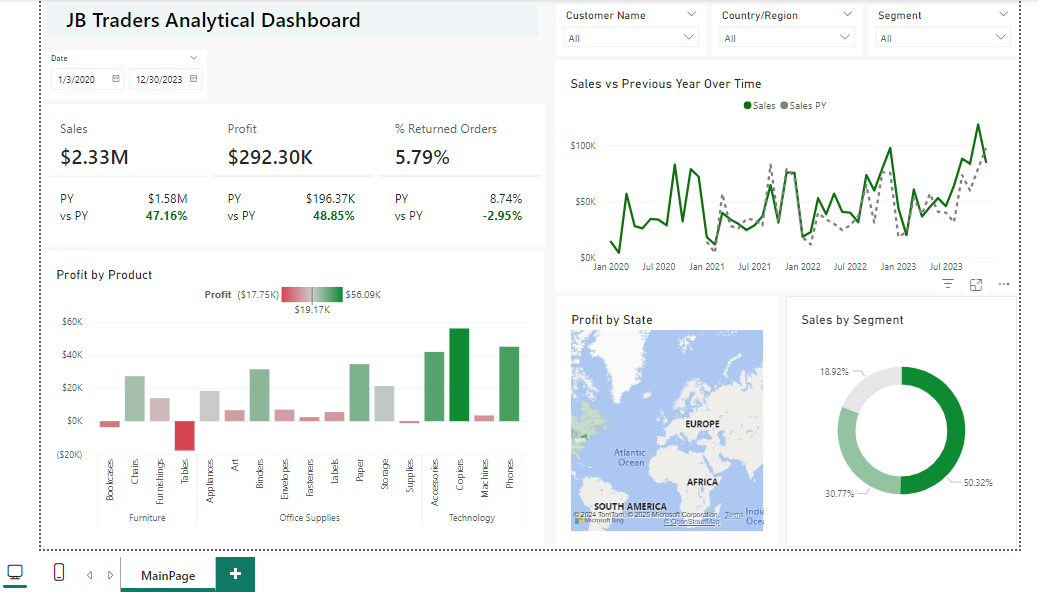 JB Traders Analytical Dashboard
Customer Name
All
Country/Region
All
Segment
All
Date
1/3/2020
12/30/2023
Sales
$2.33M
PY $1.58M
vs PY 47.16%
Profit
$292.30K
PY $196.37K
vs PY 48.85%
% Returned Orders
5.79%
PY 8.74%
vs PY -2.95%
Sales vs Previous Year Over Time
Sales Sales PY
$100K
$50K
$0K
Jan 2020 Jul 2020 Jan 2021 Jul 2021 Jan 2022 Jul 2022 Jan 2023 Jul 2023
Profit by Product
Profit ($17.75K) $56.09K
$19.17K
$60K
$40K
$20K
$0K
($20K)
Bookcases
Chairs
Furnishings
Tables
Appliances
Art
Binders
Envelopes
Fasteners
Labels
Paper
Storage
Supplies
Accessories
Copiers
Machines
Phones
Furniture Office Supplies Technology
Profit by State
EUROPE
Atlantic
Ocean
AFRICA
SOUTH AMERICA
India
Ocea
© 2024 TomTom, © 2025 Microsoft Corporation, Terms
Microsoft Bing © OpenStreetMap
Sales by Segment
18.92%
30.77%
50.32%
MainPage